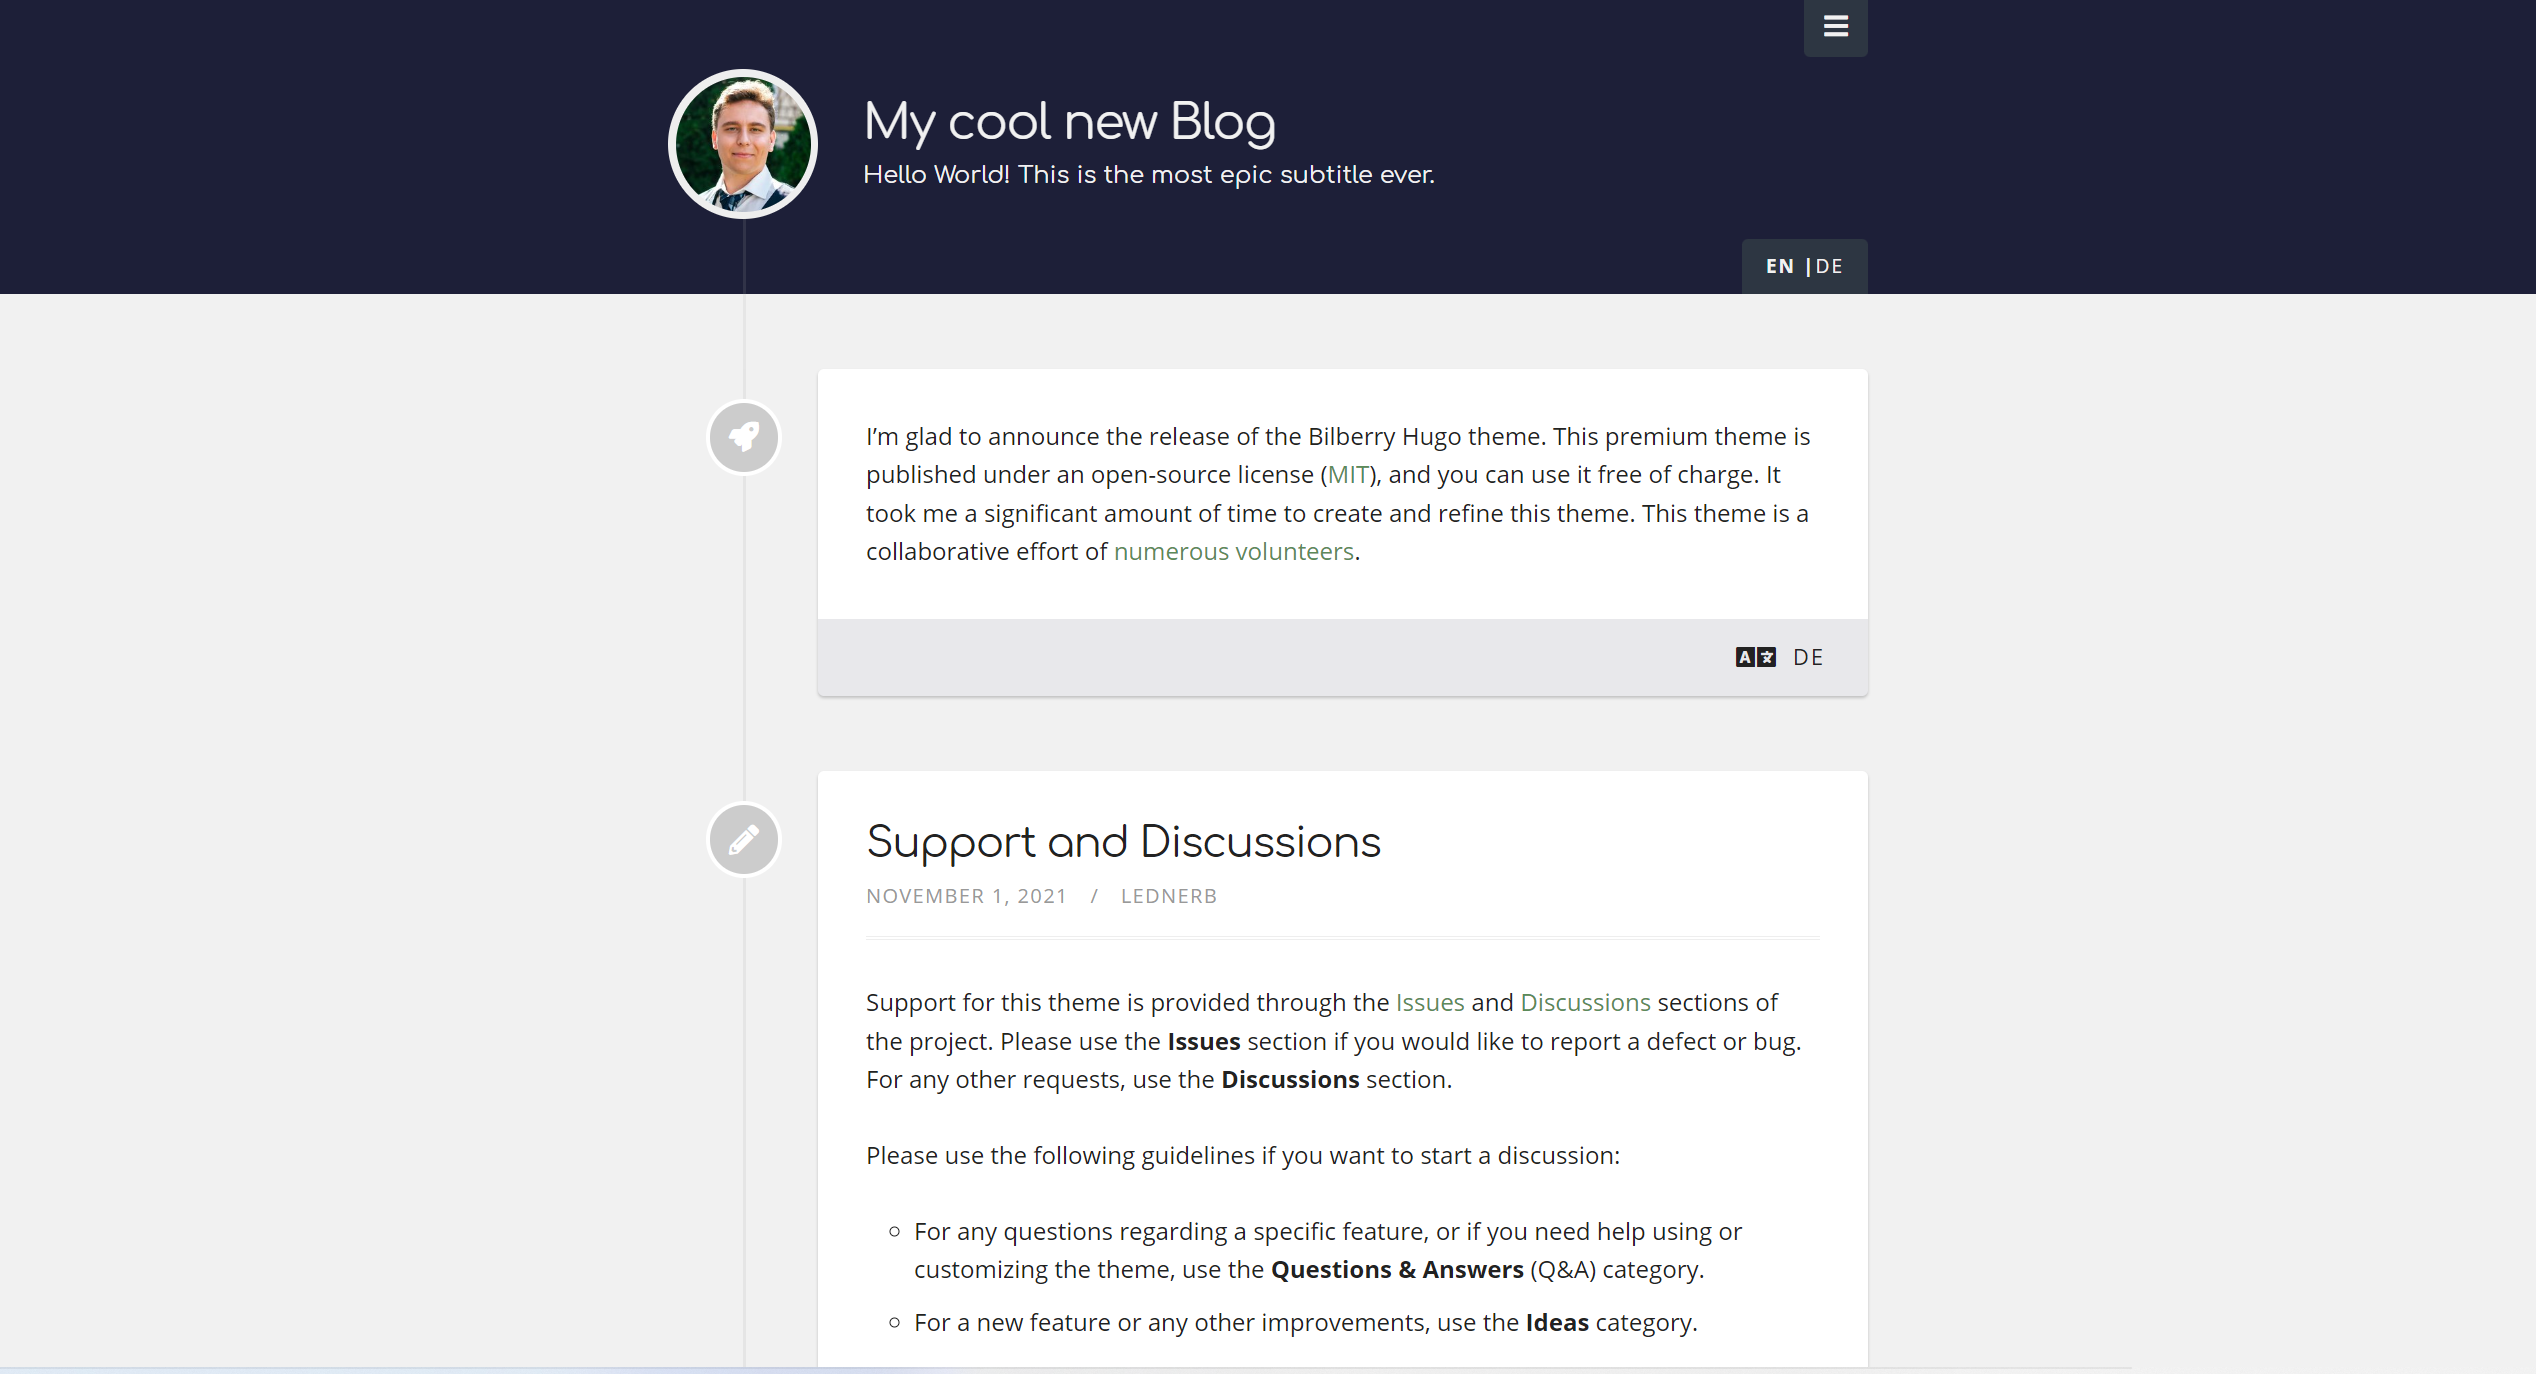 My cool new Blog
Hello World! This is the most epic subtitle ever.
EN |DE
I’m glad to announce the release of the Bilberry Hugo theme. This premium theme is
published under an open-source license (MIT), and you can use it free of charge. It
took me a significant amount of time to create and refine this theme. This theme is a
collaborative effort of numerous volunteers.
A DE
Support and Discussions
NOVEMBER 1, 2021 / LEDNERB
Support for this theme is provided through the Issues and Discussions sections of
the project. Please use the Issues section if you would like to report a defect or bug.
For any other requests, use the Discussions section.
Please use the following guidelines if you want to start a discussion:
For any questions regarding a specific feature, or if you need help using or
customizing the theme, use the Questions & Answers (Q&A) category.
For a new feature or any other improvements, use the Ideas category.